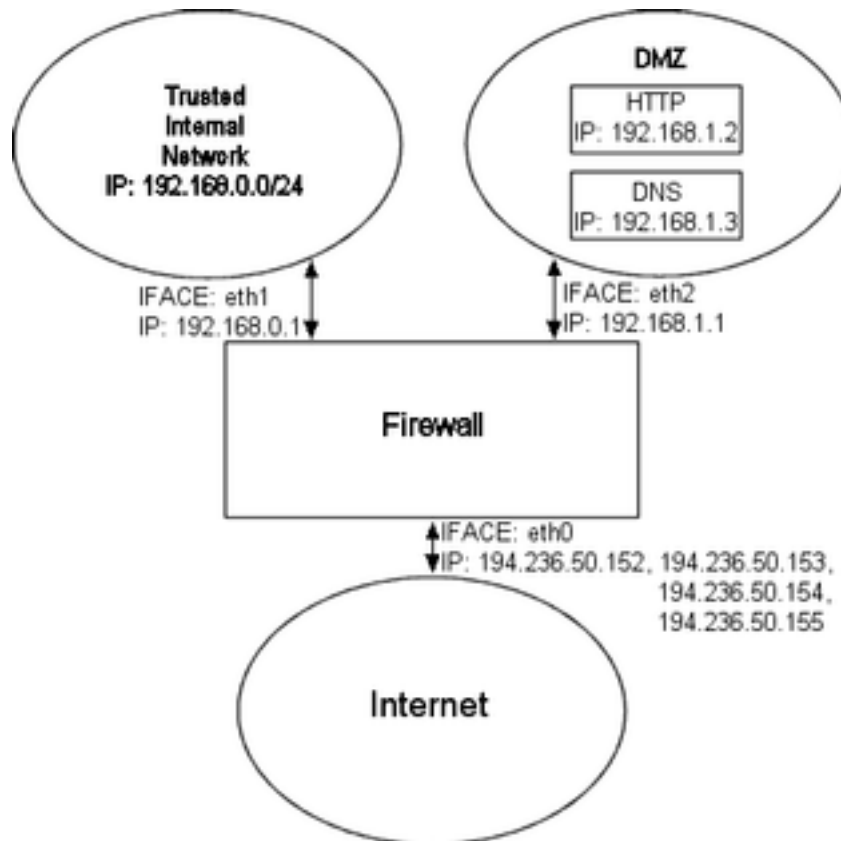 Trusted
Internal
Network
IP: 192.168.0.0/24
DMZ
HTTP
IP: 192.168.1.2
DNS
IP: 192.168.1.3
IFACE: eth1
IP: 192.168.0.1
IFACE: eth2
IP: 192.168.1.1
Firewall
IFACE: eth0
IP: 194.236.50.152, 194.236.50.153,
194.236.50.154,
194.236.50.155
Internet